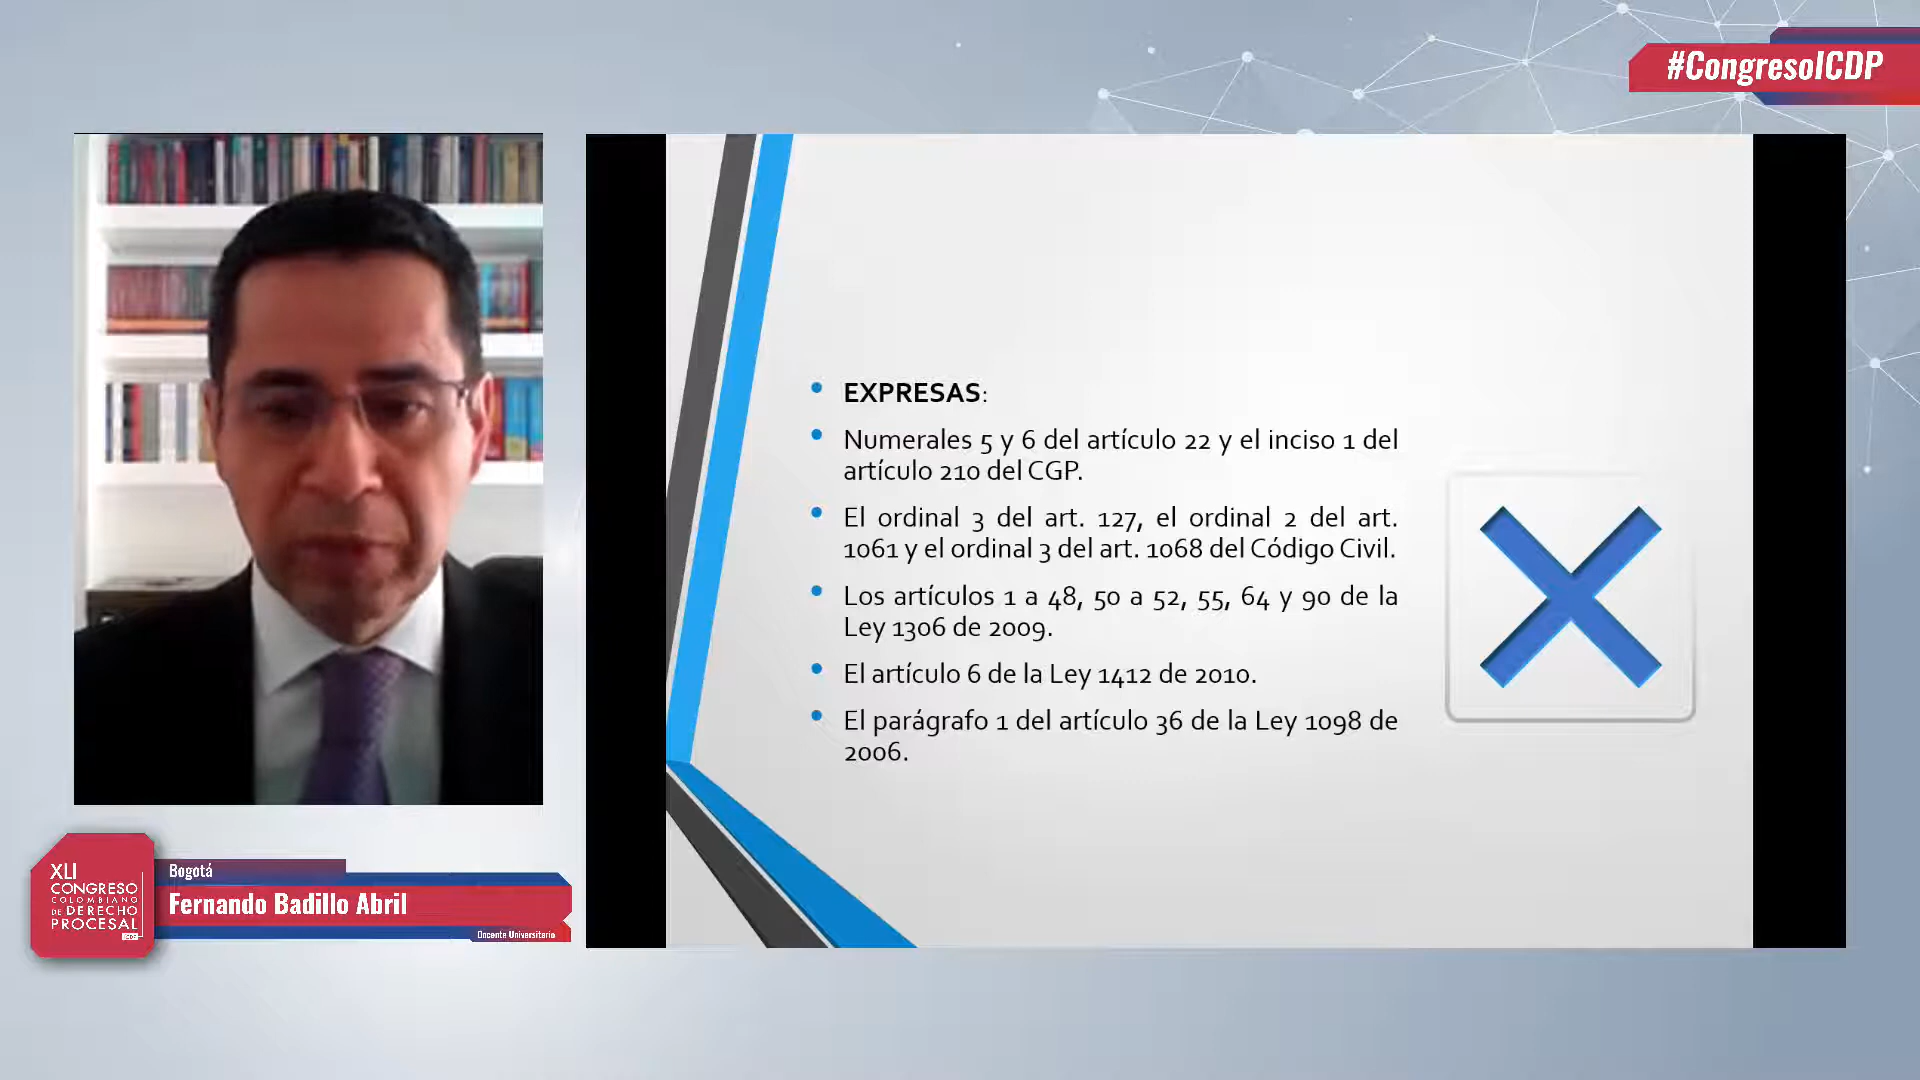 #CongresoICDP
EXPRESAS:
Numerales 5 y 6 del artículo 22 y el inciso 1 del
artículo 210 del CGP.
El ordinal 3 del art. 127, el ordinal 2 del art.
1061 y el ordinal 3 del art. 1068 del Código Civil.
Los artículos 1 a 48, 50 a 52, 55, 64 y 90 de la
Ley 1306 de 2009.
El artículo 6 de la Ley 1412 de 2010.
El parágrafo 1 del artículo 36 de la Ley 1098 de
2006.
XLI
CONGRESO
COLOMBIANO
DE DERECHO
PROCESAL
Bogotá
Fernando Badillo Abril
Docente Universitario